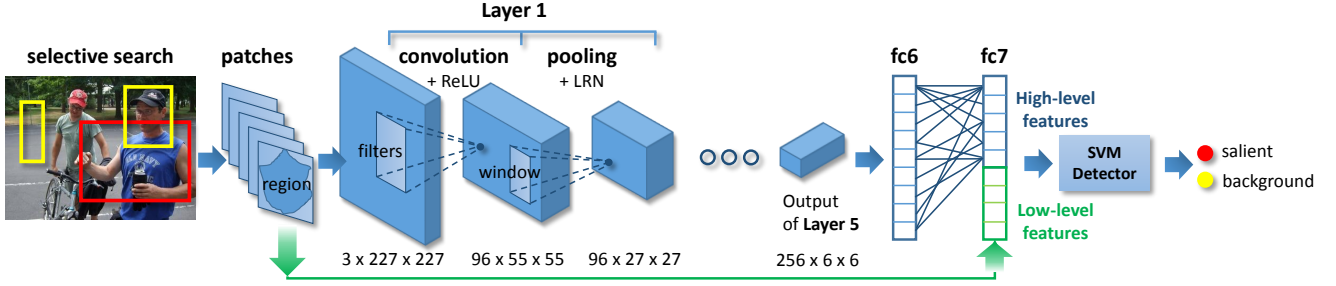 Layer 1
selective search
patches
convolution
+ ReLU
pooling
+ LRN
fc6
fc7
filters
window
region
High-level
features
SVM
Detector
salient
background
Output
of Layer 5
Low-level
features
3 x 227 x 227
96 x 55 x 55
96 x 27 x 27
256 x 6 x 6